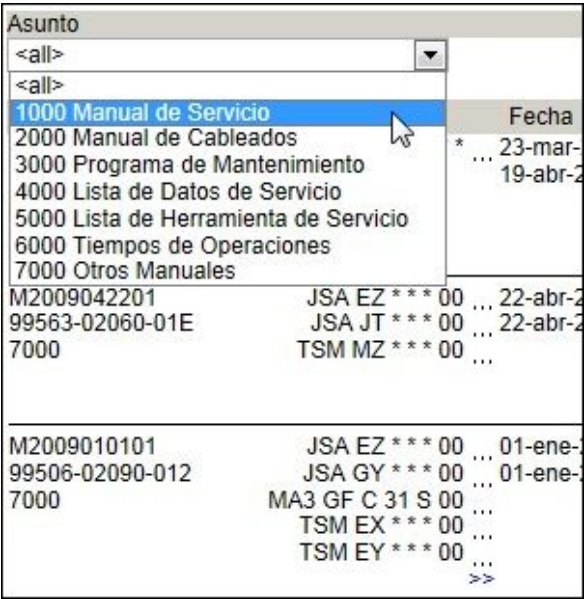 Asunto
<all>
<all>
1000 Manual de Servicio
2000 Manual de Cableados
3000 Programa de Mantenimiento
4000 Lista de Datos de Servicio
5000 Lista de Herramienta de Servicio
6000 Tiempos de Operaciones
7000 Otros Manuales
Fecha
* ... 23-mar-
19-abr-2
M2009042201 JSA EZ * * * 00 ... 22-abr-2
99563-02060-01E JSA JT * * * 00 ... 22-abr-2
7000 TSM MZ * * * 00 ...
M2009010101 JSA EZ * * * 00 ... 01-ene-
99506-02090-012 JSA GY * * * 00 ... 01-ene-
7000 MA3 GF C 31 S 00 ...
TSM EX * * * 00 ...
TSM EY * * * 00 ...
>>